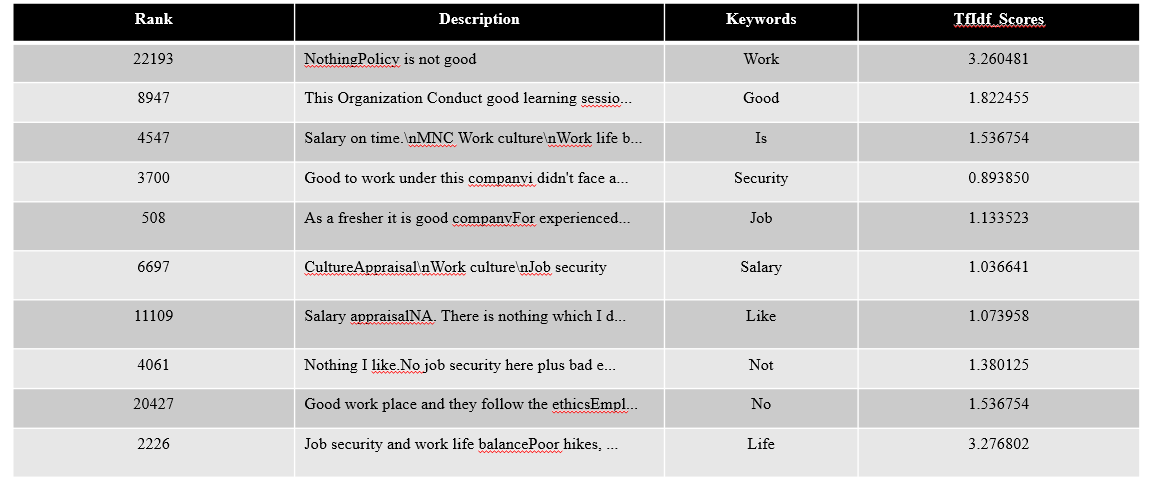 Rank Description Keywords TfIdf_Scores
22193 NothingPolicy is not good Work 3.260481
8947 This Organization Conduct good learning sessio... Good 1.822455
4547 Salary on time.\nMNC Work culture\nWork life b... Is 1.536754
3700 Good to work under this companyi didn't face a... Security 0.893850
508 As a fresher it is good companyFor experienced... Job 1.133523
6697 CultureAppraisal\nWork culture\nJob security Salary 1.036641
11109 Salary appraisalNA. There is nothing which I d... Like 1.073958
4061 Nothing I like.No job security here plus bad e... Not 1.380125
20427 Good work place and they follow the ethicsEmpl... No 1.536754
2226 Job security and work life balancePoor hikes, ... Life 3.276802